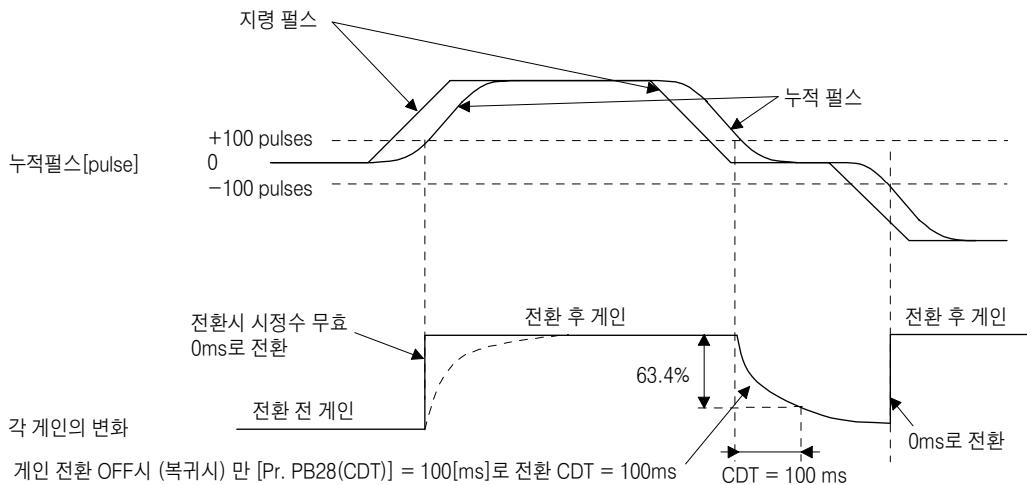 지령 펄스
누적 펄스
+100 pulses
누적펄스[pulse]
0
−100 pulses
전환시 시정수 무효
0ms로 전환
전환 후 게인
전환 후 게인
63.4%
전환 전 게인
각 게인의 변화
0ms로 전환
게인 전환 OFF시 (복귀시) 만 [Pr. PB28(CDT)] = 100[ms]로 전환 CDT = 100ms
CDT = 100 ms